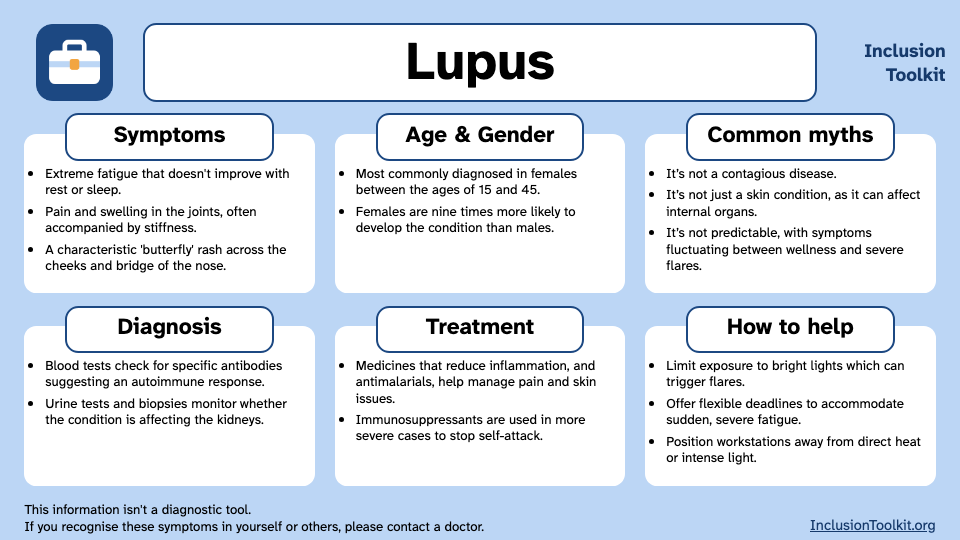 Lupus
Inclusion
Toolkit
Symptoms
• Extreme fatigue that doesn't improve with
rest or sleep.
• Pain and swelling in the joints, often
accompanied by stiffness.
• A characteristic 'butterfly' rash across the
cheeks and bridge of the nose.
Age & Gender
• Most commonly diagnosed in females
between the ages of 15 and 45.
• Females are nine times more likely to
develop the condition than males.
Common myths
• It's not a contagious disease.
• It's not just a skin condition, as it can affect
internal organs.
• It's not predictable, with symptoms
fluctuating between wellness and severe
flares.
Diagnosis
• Blood tests check for specific antibodies
suggesting an autoimmune response.
• Urine tests and biopsies monitor whether
the condition is affecting the kidneys.
Treatment
• Medicines that reduce inflammation, and
antimalarials, help manage pain and skin
issues.
• Immunosuppressants are used in more
severe cases to stop self-attack.
How to help
• Limit exposure to bright lights which can
trigger flares.
• Offer flexible deadlines to accommodate
sudden, severe fatigue.
• Position workstations away from direct heat
or intense light.
This information isn't a diagnostic tool.
If you recognise these symptoms in yourself or others, please contact a doctor.
InclusionToolkit.org